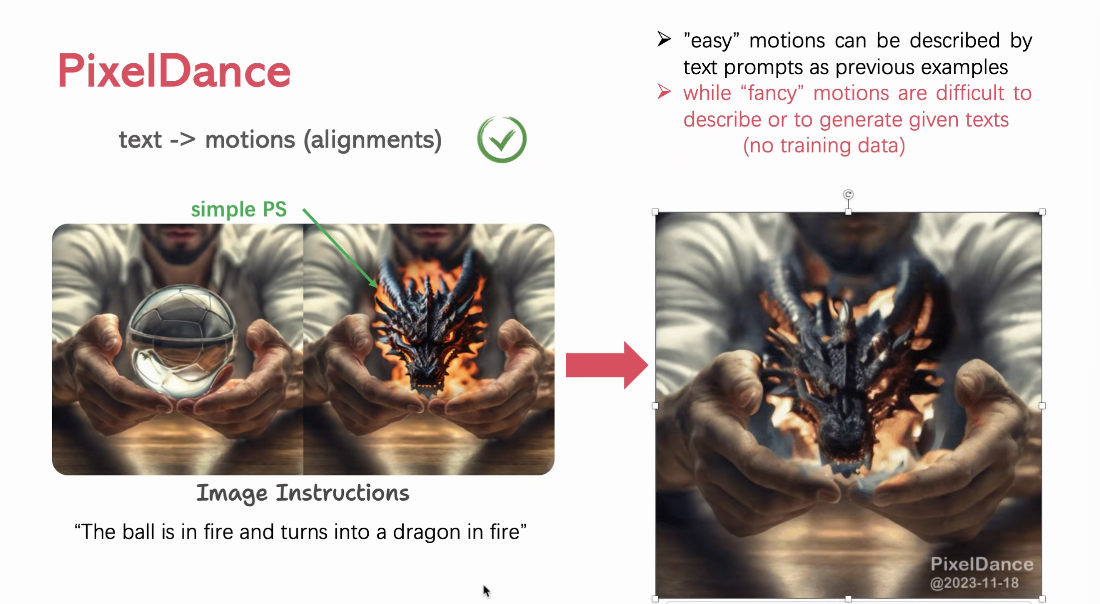 PixelDance
text -> motions (alignments)
➢ ”easy” motions can be described by
text prompts as previous examples
➢ while “fancy” motions are difficult to
describe or to generate given texts
(no training data)
simple PS
Image Instructions
“The ball is in fire and turns into a dragon in fire”
PixelDance
@2023-11-18